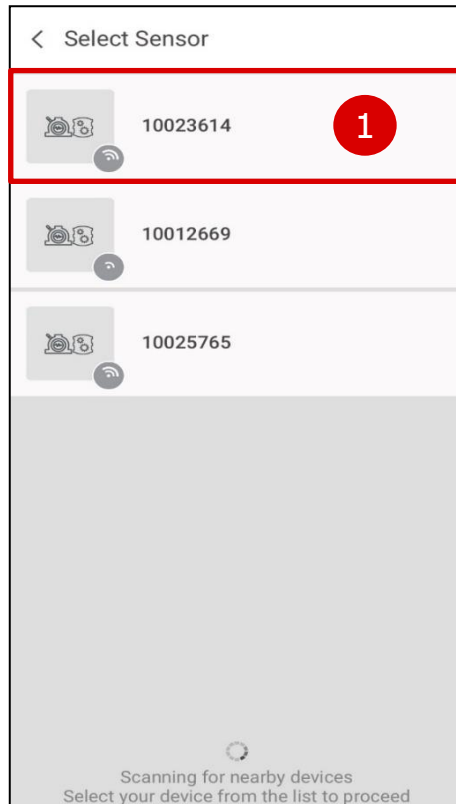 Select Sensor
10023614
1
10012669
10025765
Scanning for nearby devices
Select your device from the list to proceed